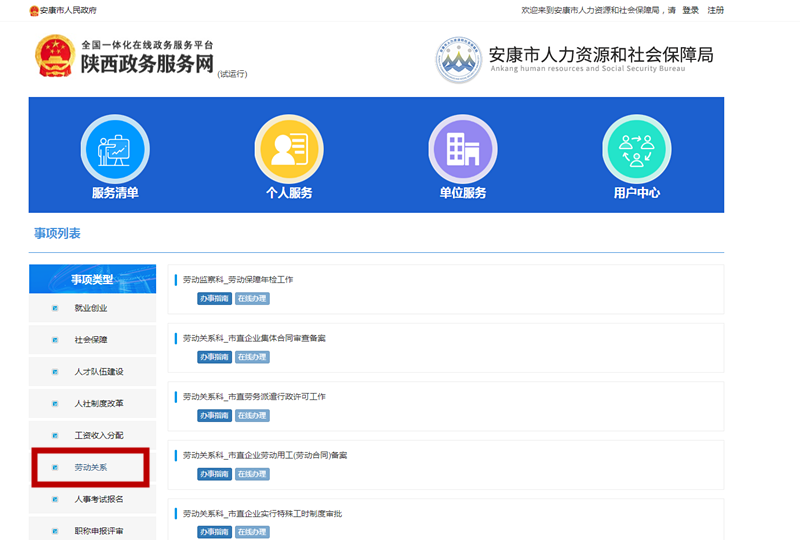 安康市人民政府
欢迎来到安康市人力资源和社会保障局，请 登录 注册
全国一体化在线政务服务平台
陕西政务服务网 (试运行)
安康市人力资源和社会保障局
Ankang human resources and Social Security Bureau
服务清单 个人服务 单位服务 用户中心
事项列表
事项类型
就业创业
社会保障
人才队伍建设
人社制度改革
工资收入分配
劳动关系
人事考试报名
职称申报评审
劳动监察科_劳动保障年检工作
办事指南 在线办理
劳动关系科_市直企业集体合同审查备案
办事指南 在线办理
劳动关系科_市直劳务派遣行政许可工作
办事指南 在线办理
劳动关系科_市直企业劳动用工(劳动合同)备案
办事指南 在线办理
劳动关系科_市直企业实行特殊工时制度审批
办事指南 在线办理